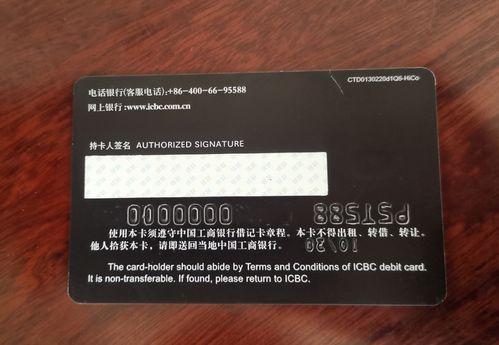 CTD0130220d1Q6-HiCo
电话银行(客服电话):+86-400-66-95588
网上银行:www.icbc.com.cn
持卡人签名 AUTHORIZED SIGNATURE
使用本卡须遵守中国工商银行借记卡章程。本卡不得出租、转借、转让。
他人拾获本卡，请即送回当地中国工商银行。
The card-holder should abide by Terms and Conditions of ICBC debit card.
It is non-transferable. If found, please return to ICBC.